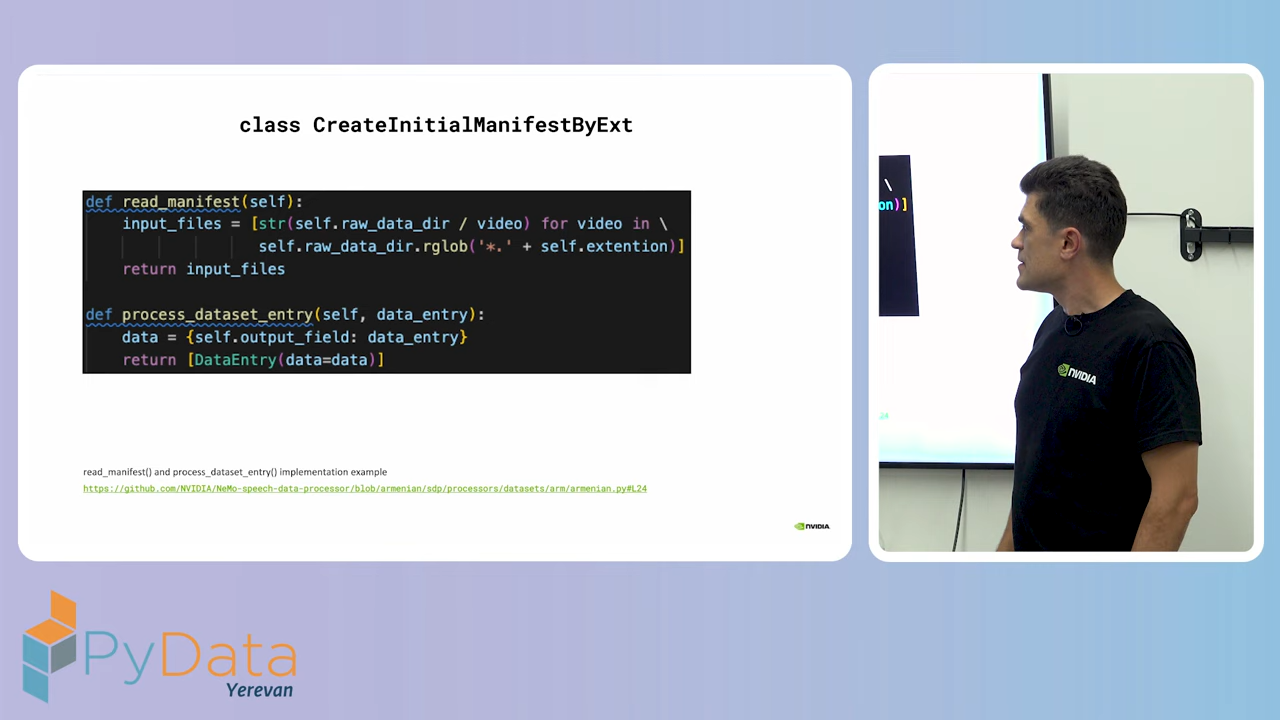 class CreateInitialManifestByExt
def read_manifest(self):
input_files = [str(self.raw_data_dir / video) for video in \
self.raw_data_dir.rglob('*.' + self.extention)]
return input_files
def process_dataset_entry(self, data_entry):
data = {self.output_field: data_entry}
return [DataEntry(data=data)]
read_manifest() and process_dataset_entry() implementation example
https://github.com/NVIDIA/NeMo-speech-data-processor/blob/armenian/sdp/processors/datasets/arm/armenian.py#L24
NVIDIA
\
on)]
24
NVIDIA
PyData
Yerevan